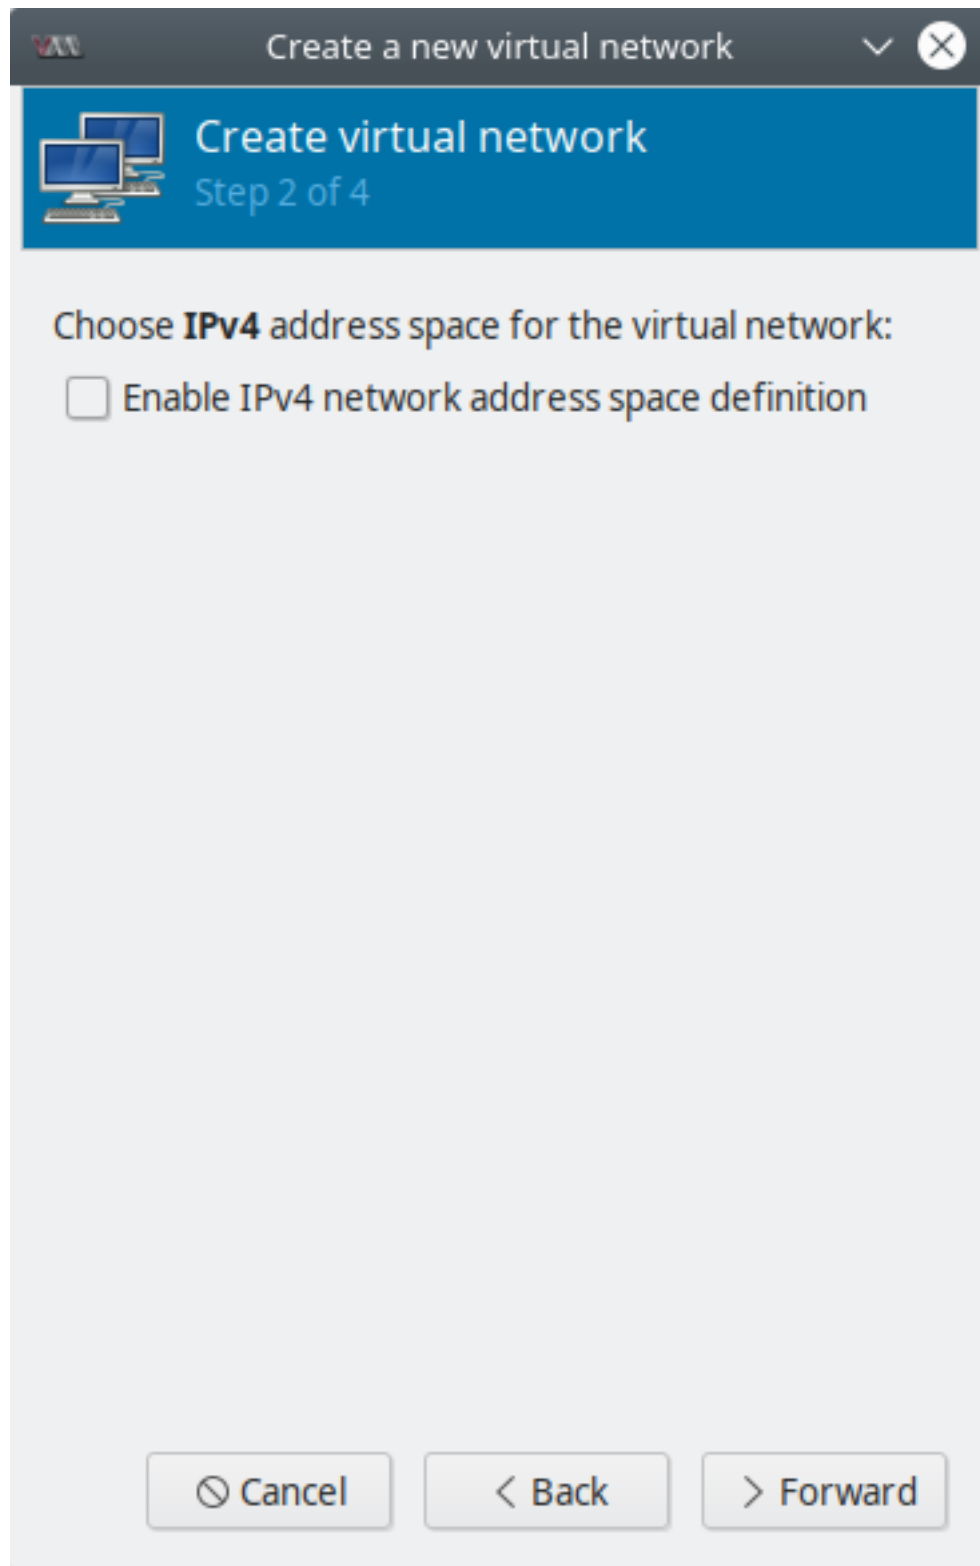 Create a new virtual network
Create virtual network
Step 2 of 4
Choose IPv4 address space for the virtual network:
Enable IPv4 network address space definition
Cancel
Back
Forward